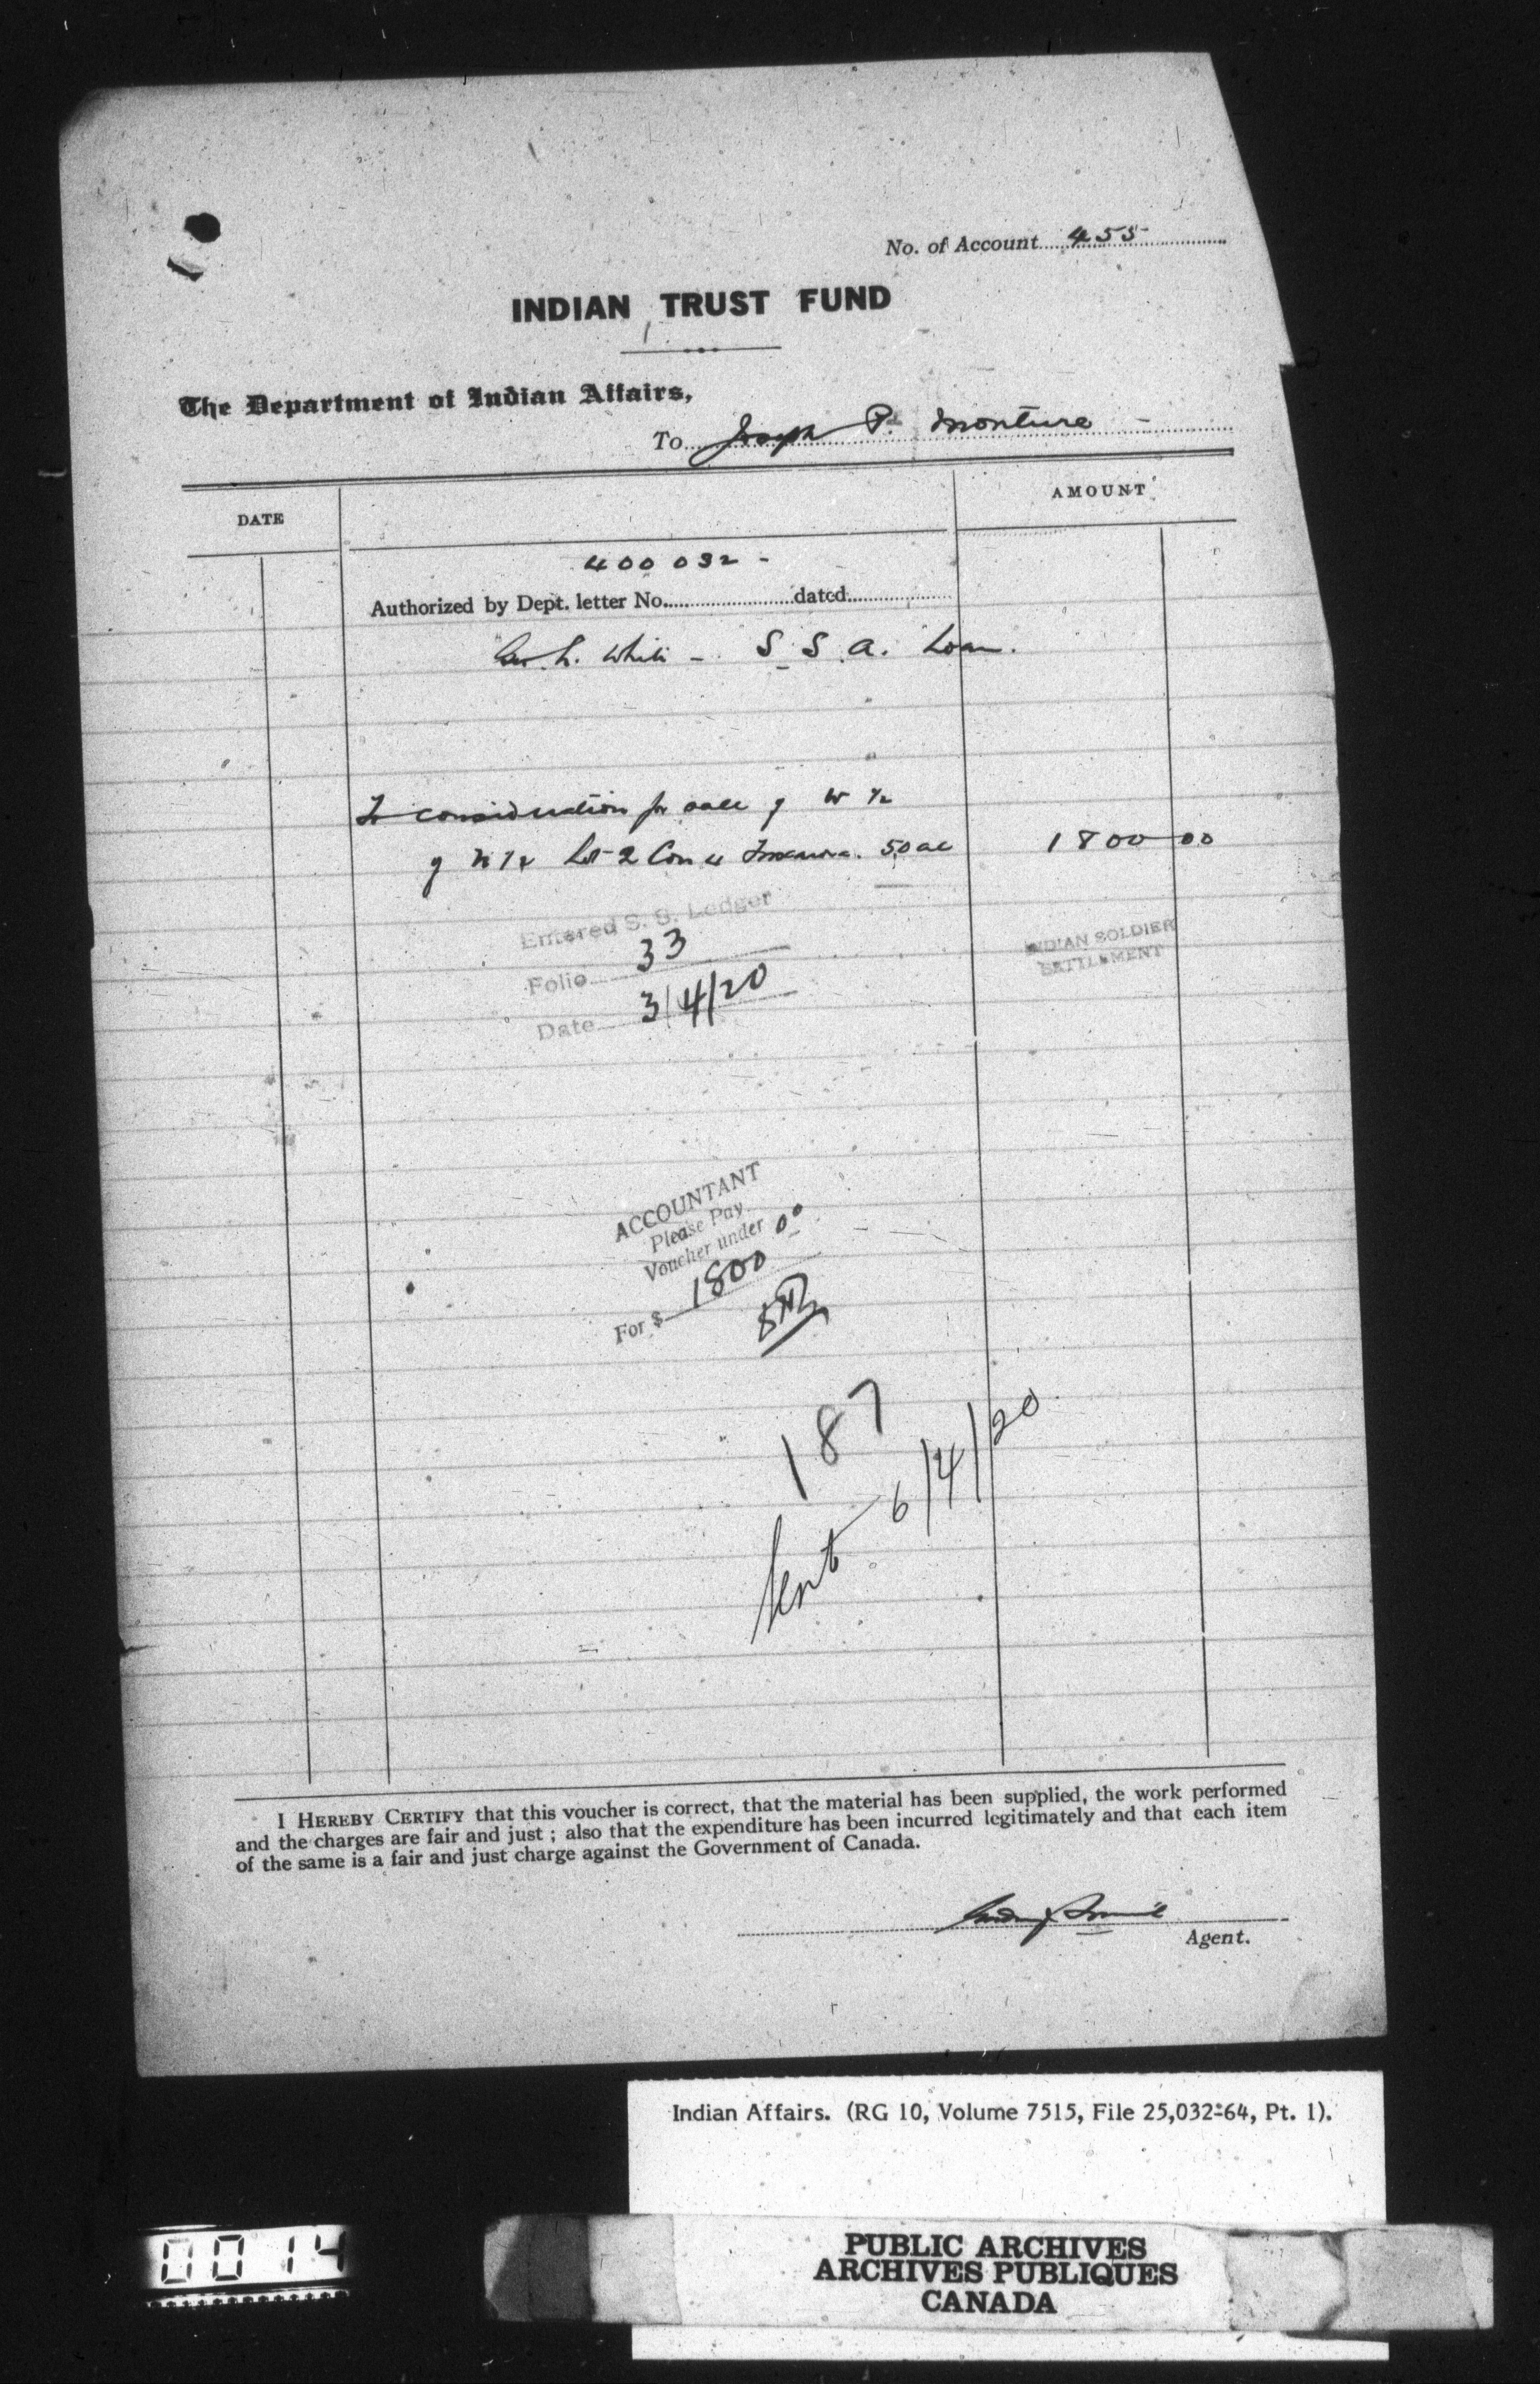 No. of Account 455
INDIAN TRUST FUND
The Department of Indian Affairs,
To Joseph P. Monture
DATE
AMOUNT
400032 -
Authorized by Dept. letter No. dated
White - S. S. A. Loan.
To consideration for sale of W 1/2
of N 1/2 Lot 2 Con 4 50 ac 1800 00
Entered S. S. Ledger
Folio 33
Date 3/4/20
INDIAN SOLDIER
SETTLEMENT
ACCOUNTANT
Please Pay
Voucher under
For $ 1800 00
187
Sent 6/4/20
I HEREBY CERTIFY that this voucher is correct, that the material has been supplied, the work performed
and the charges are fair and just ; also that the expenditure has been incurred legitimately and that each item
of the same is a fair and just charge against the Government of Canada.
Agent.
Indian Affairs. (RG 10, Volume 7515, File 25,032-64, Pt. 1).
0014
PUBLIC ARCHIVES
ARCHIVES PUBLIQUES
CANADA